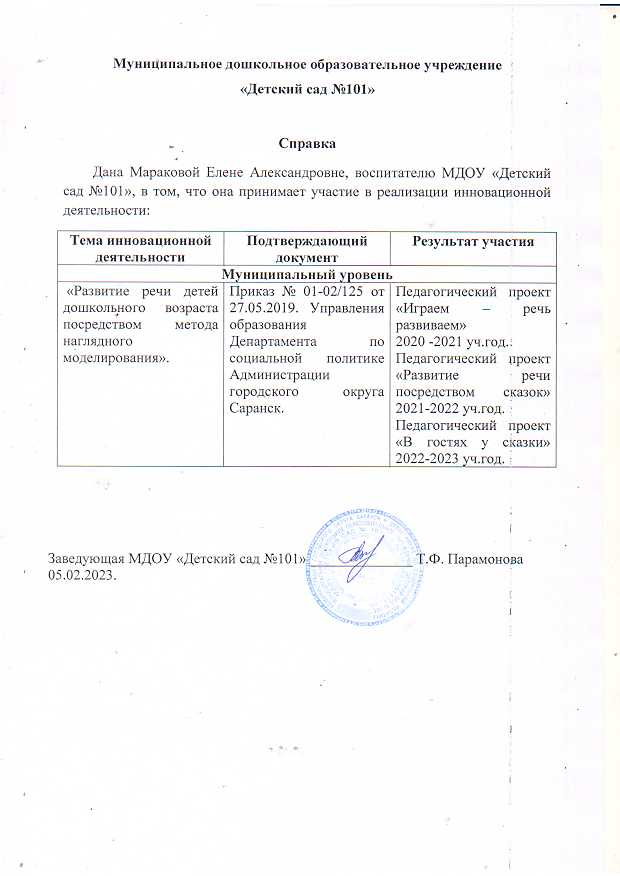 Муниципальное дошкольное образовательное учреждение
«Детский сад №101»
Справка
Дана Мараковой Елене Александровне, воспитателю МДОУ «Детский
сад №101», в том, что она принимает участие в реализации инновационной
деятельности:
Тема инновационной
деятельности
Подтверждающий
документ
Результат участия
Муниципальный уровень
«Развитие речи детей
дошкольного возраста
посредством метода
наглядного
моделирования».
Приказ № 01-02/125 от
27.05.2019. Управления
образования
Департамента по
социальной политике
Администрации
городского округа
Саранск.
Педагогический проект
«Играем – речь
развиваем»
2020 -2021 уч.год.
Педагогический проект
«Развитие речи
посредством сказок»
2021-2022 уч.год.
Педагогический проект
«В гостях у сказки»
2022-2023 уч.год.
Заведующая МДОУ «Детский сад №101»______________ Т.Ф. Парамонова
05.02.2023.